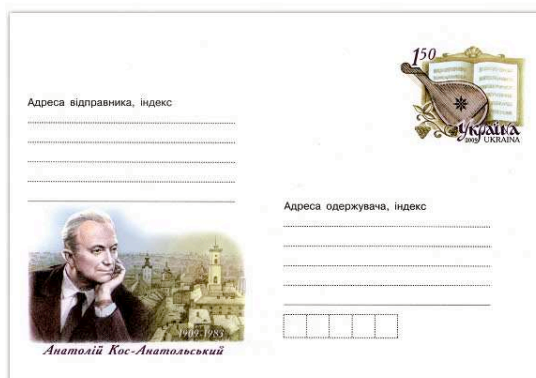 1.50
Україна
2009 UKRAINA
Адреса відправника, індекс
Адреса одержувача, індекс
1909-1983
Анатолій Кос-Анатольський